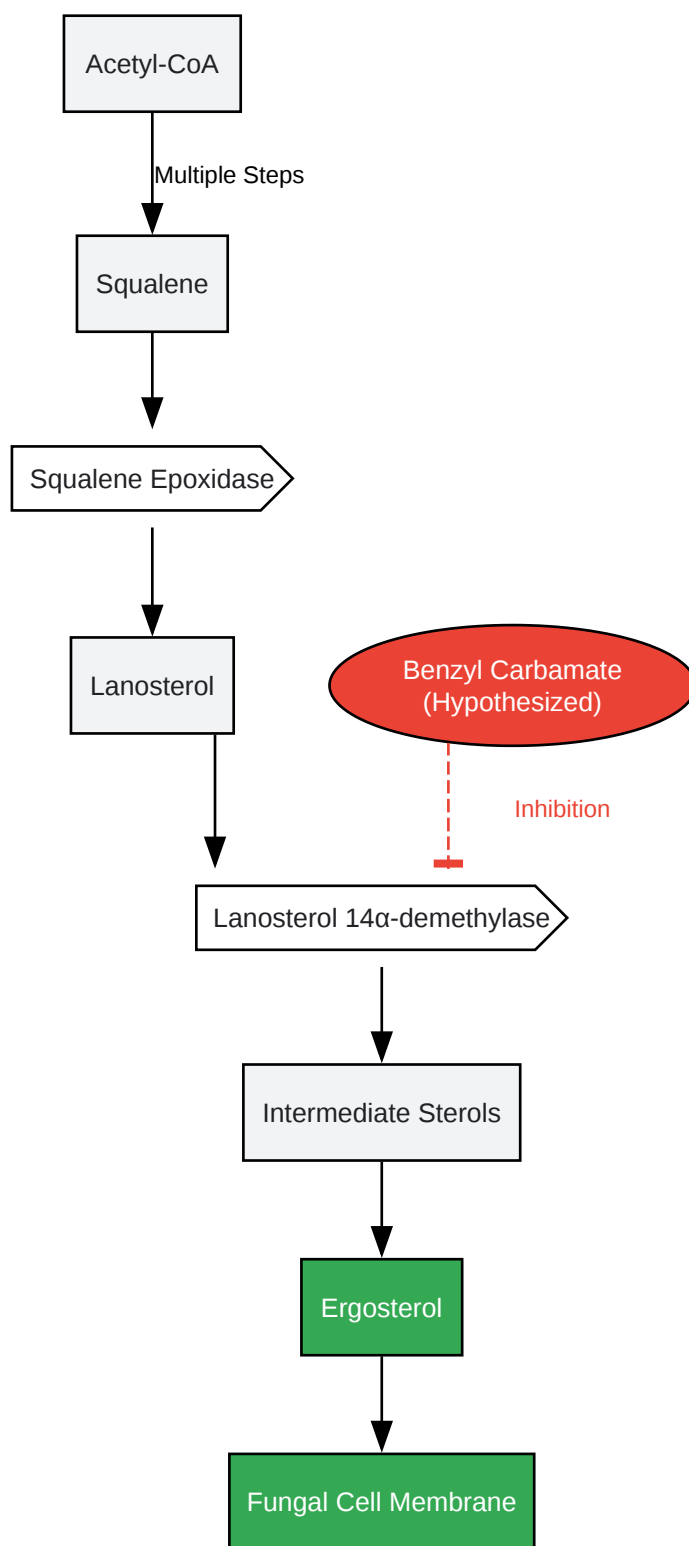 Acetyl-CoA
Multiple Steps
Squalene
Squalene Epoxidase
Lanosterol
Benzyl Carbamate
(Hypothesized)
Inhibition
Lanosterol 14α-demethylase
Intermediate Sterols
Ergosterol
Fungal Cell Membrane